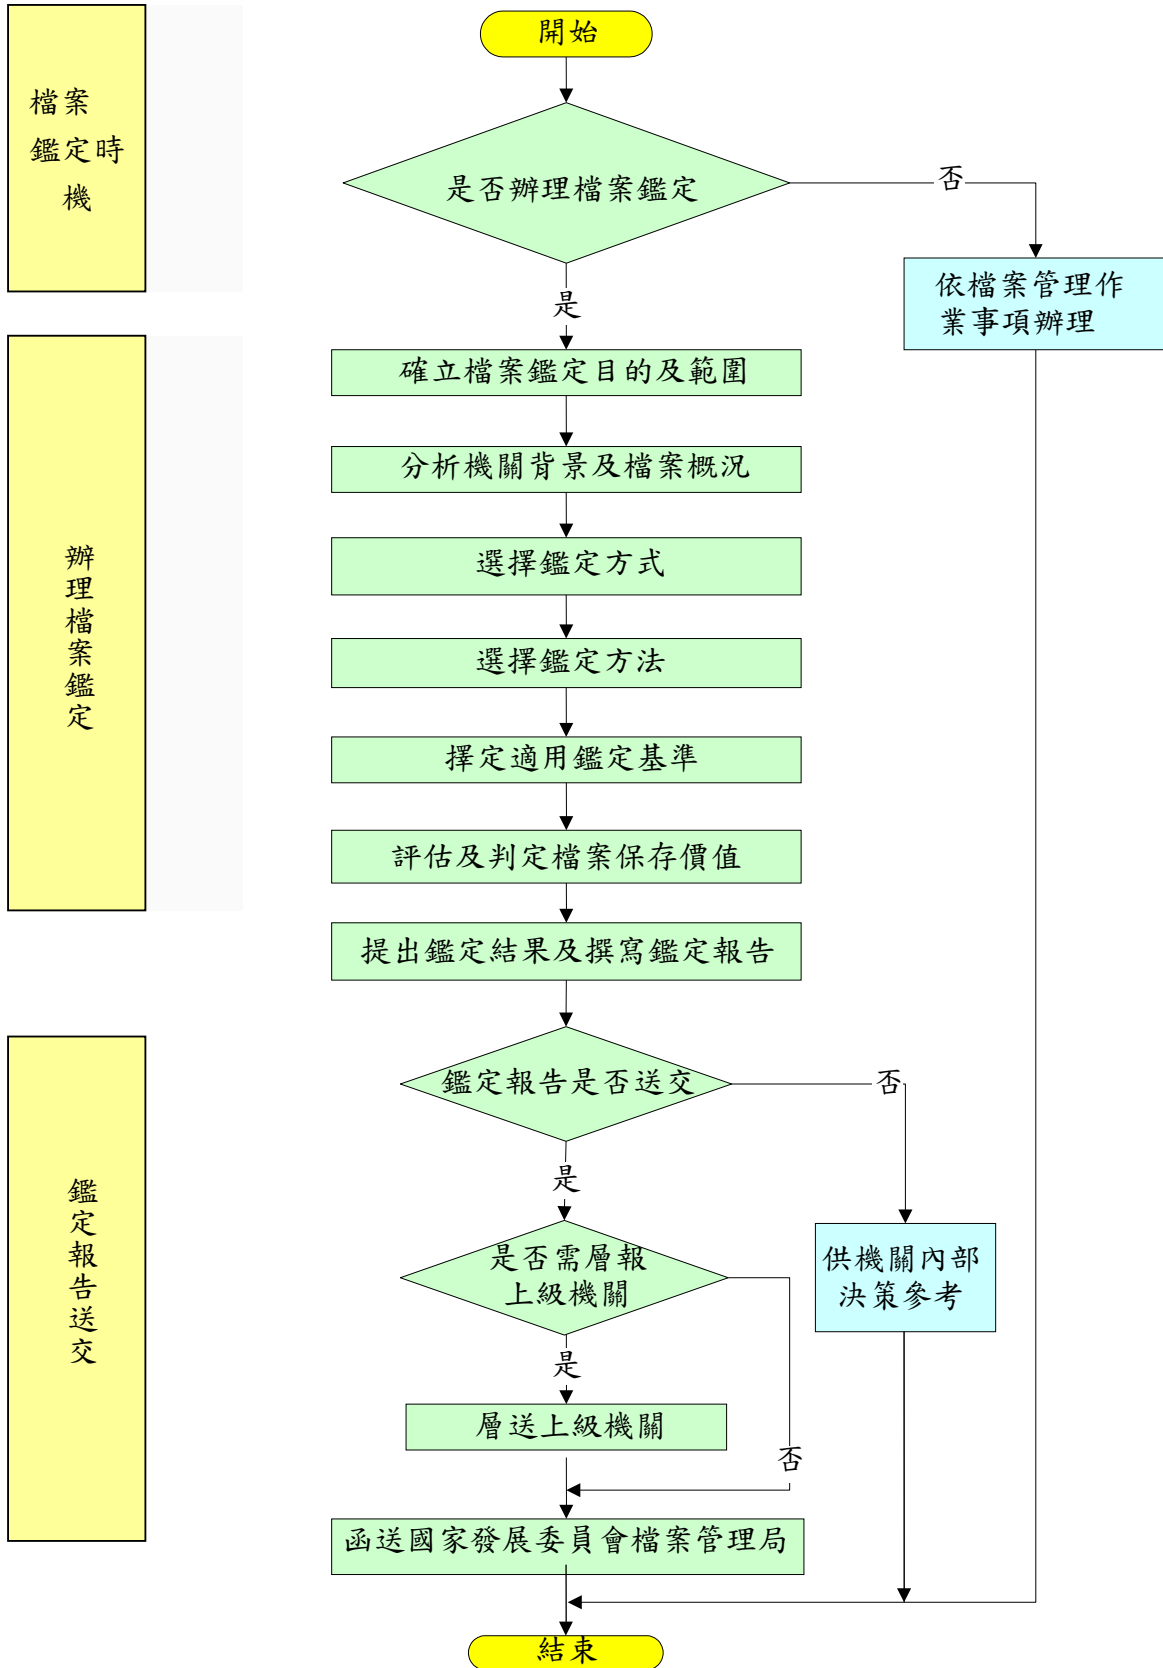 開始
檔案
鑑定時
機
是否辦理檔案鑑定
否
依檔案管理作
業事項辦理
是
確立檔案鑑定目的及範圍
分析機關背景及檔案概況
選擇鑑定方式
選擇鑑定方法
擇定適用鑑定基準
評估及判定檔案保存價值
提出鑑定結果及撰寫鑑定報告
辦理檔案鑑定
鑑定報告是否送交
否
是
是否需層報
上級機關
供機關內部
決策參考
是
層送上級機關
否
函送國家發展委員會檔案管理局
鑑定報告送交
結束